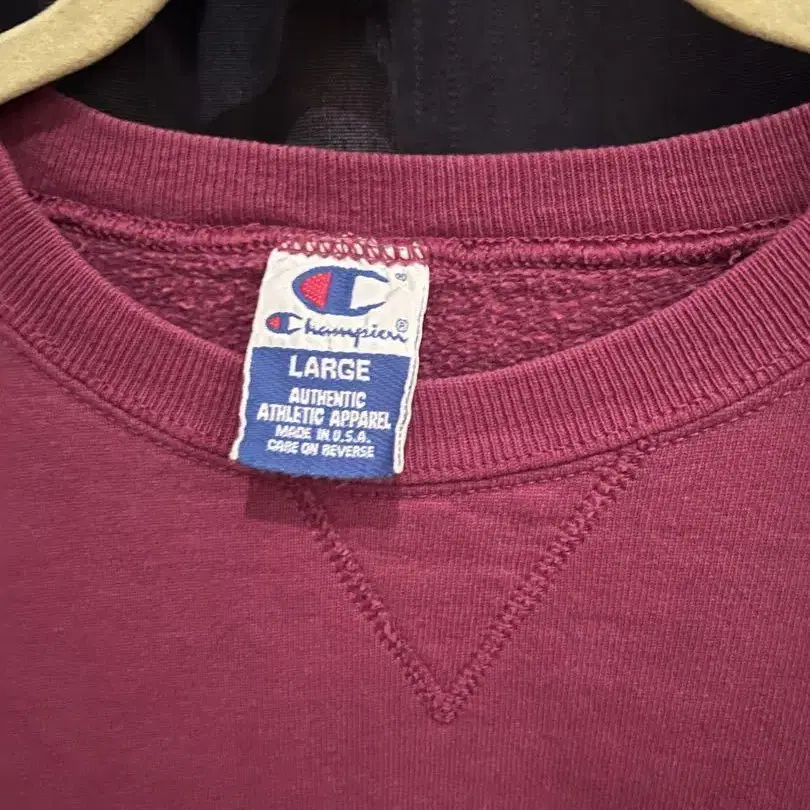 Champion
LARGE
AUTHENTIC
ATHLETIC APPAREL
MADE IN U.S.A.
CARE ON REVERSE